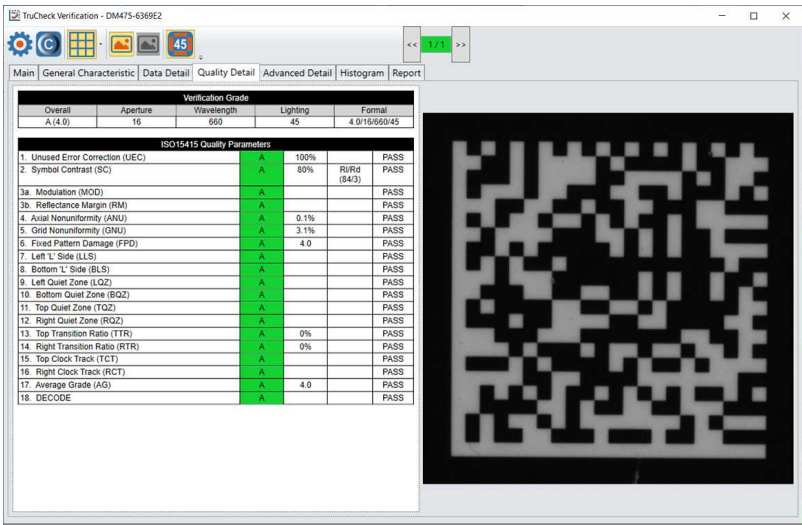 TruCheck Verification - DM475-6369E2
45 << 1/1 >>
Main General Characteristic Data Detail Quality Detail Advanced Detail Histogram Report
Verification Grade
Overall Aperture Wavelength Lighting Formal
A (4.0) 16 660 45 4.0/16/660/45
ISO15415 Quality Parameters
1. Unused Error Correction (UEC) A 100% PASS
2. Symbol Contrast (SC) A 80% Rl/Rd PASS
(84/3)
3a. Modulation (MOD) A PASS
3b. Reflectance Margin (RM) A PASS
4. Axial Nonuniformity (ANU) A 0.1% PASS
5. Grid Nonuniformity (GNU) A 3.1% PASS
6. Fixed Pattern Damage (FPD) A 4.0 PASS
7. Left 'L' Side (LLS) A PASS
8. Bottom 'L' Side (BLS) A PASS
9. Left Quiet Zone (LQZ) A PASS
10. Bottom Quiet Zone (BQZ) A PASS
11. Top Quiet Zone (TQZ) A PASS
12. Right Quiet Zone (RQZ) A PASS
13. Top Transition Ratio (TTR) A 0% PASS
14. Right Transition Ratio (RTR) A 0% PASS
15. Top Clock Track (TCT) A PASS
16. Right Clock Track (RCT) A PASS
17. Average Grade (AG) A 4.0 PASS
18. DECODE A PASS